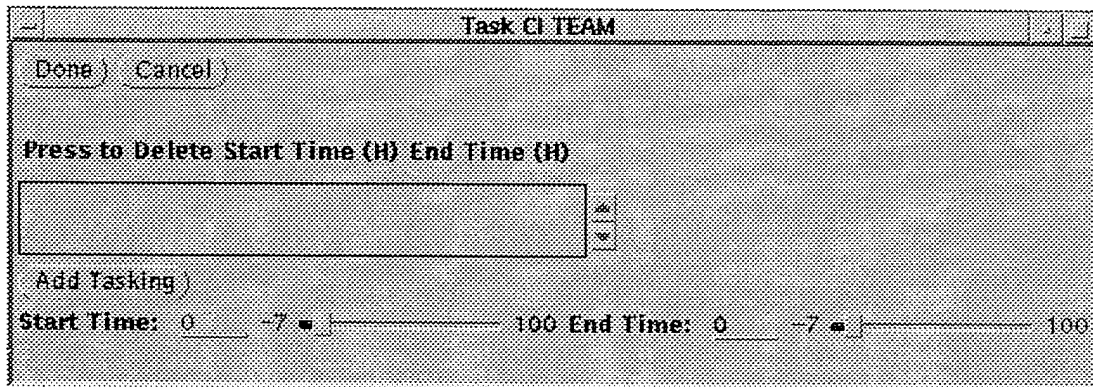 Task CI TEAM
Done Cancel
Press to Delete Start Time (H) End Time (H)
Add Tasking
Start Time: 0 -7 100 End Time: 0 -7 100